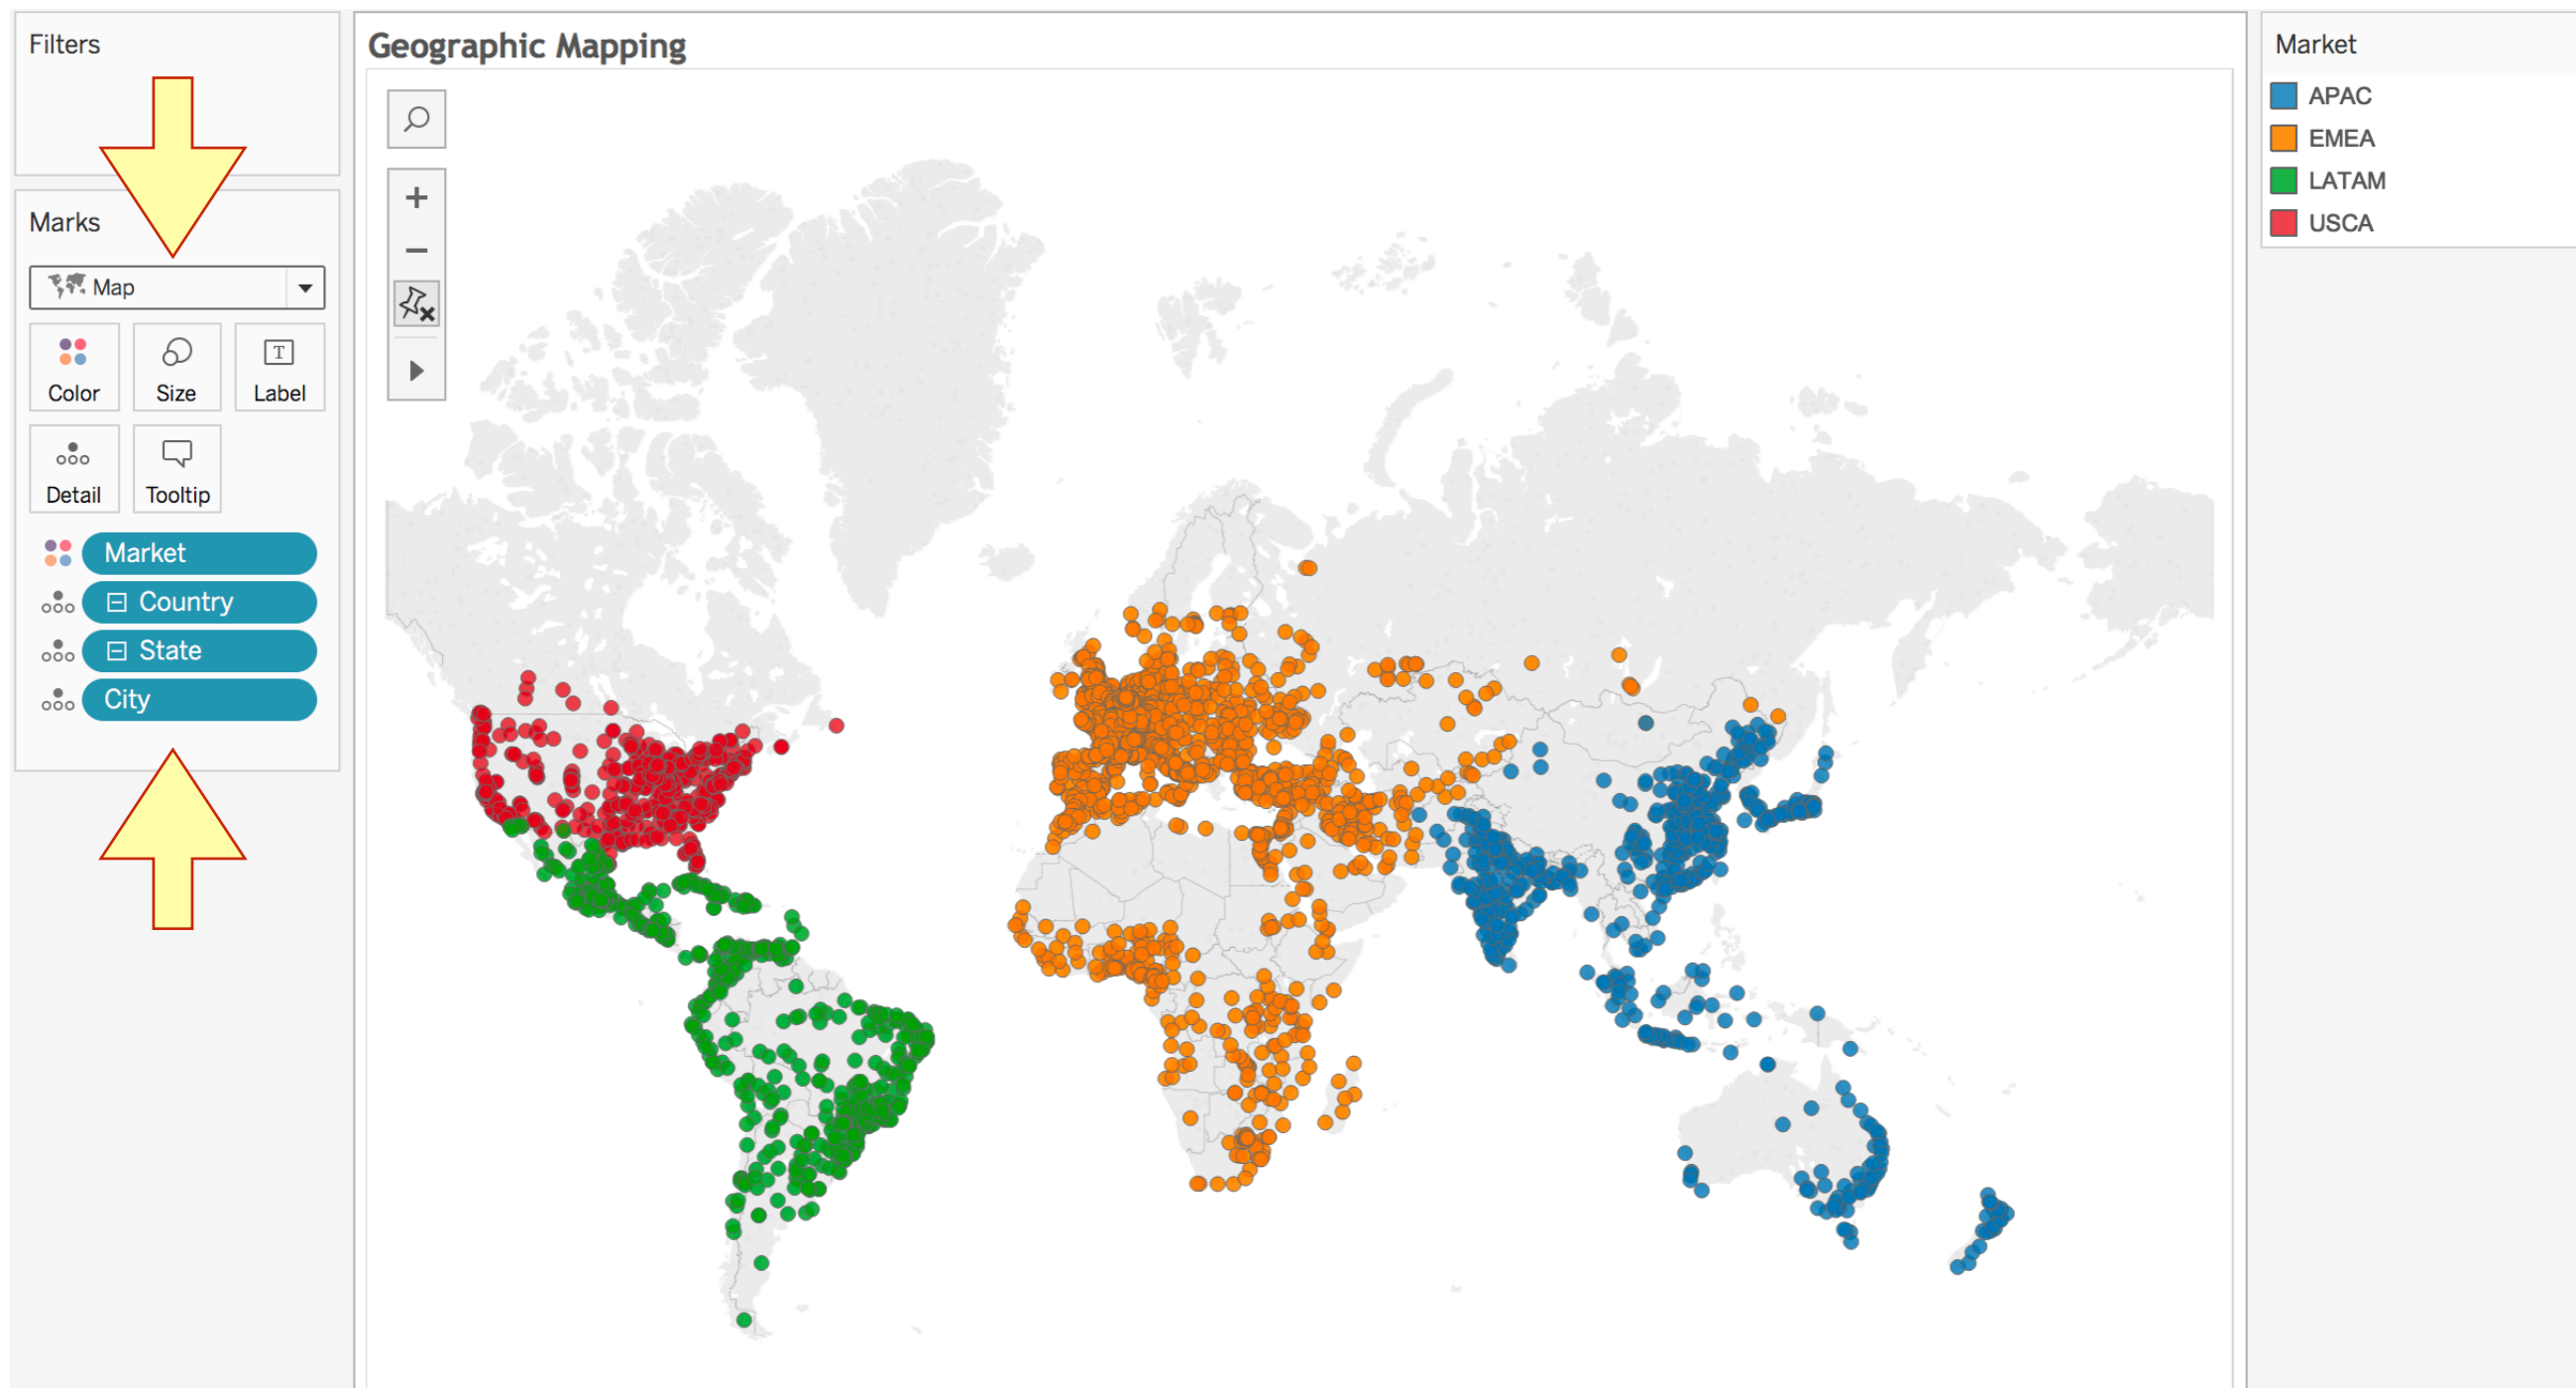 Filters
Marks
Map
Color
Size
Label
Detail
Tooltip
Market
Country
State
City
Geographic Mapping
Market
APAC
EMEA
LATAM
USCA